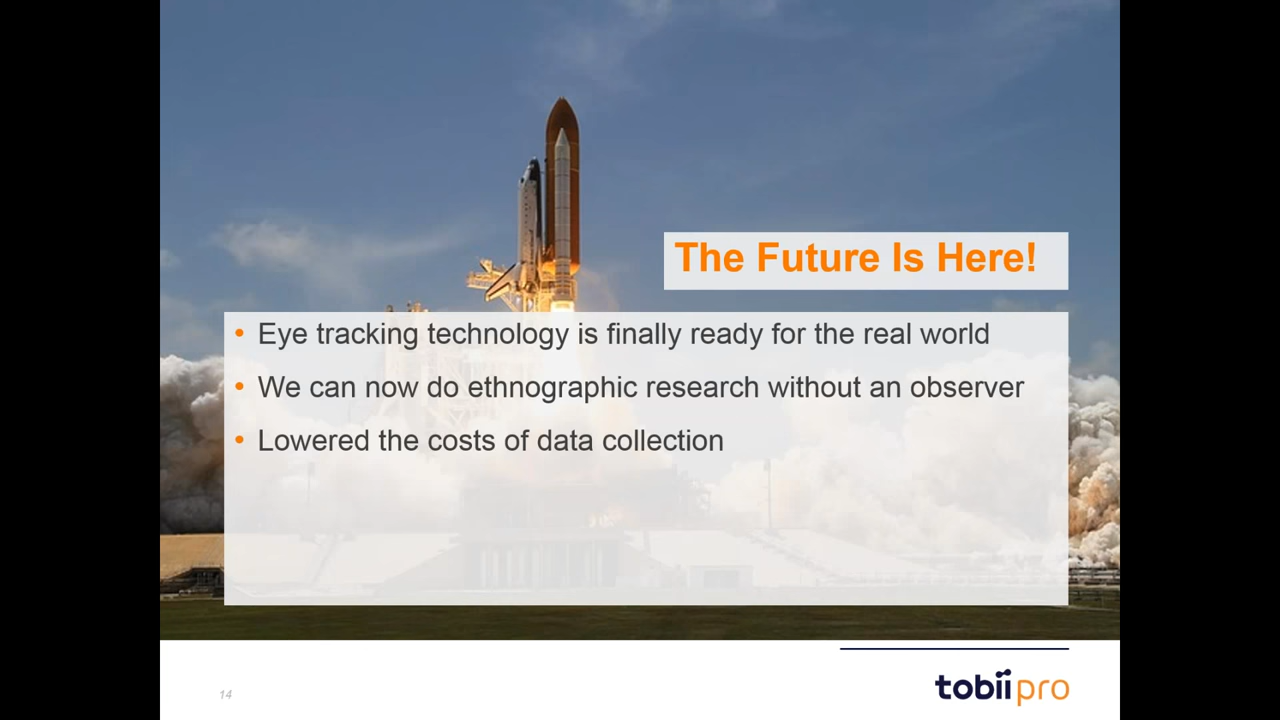 The Future Is Here!
• Eye tracking technology is finally ready for the real world
• We can now do ethnographic research without an observer
• Lowered the costs of data collection
14
tobii pro